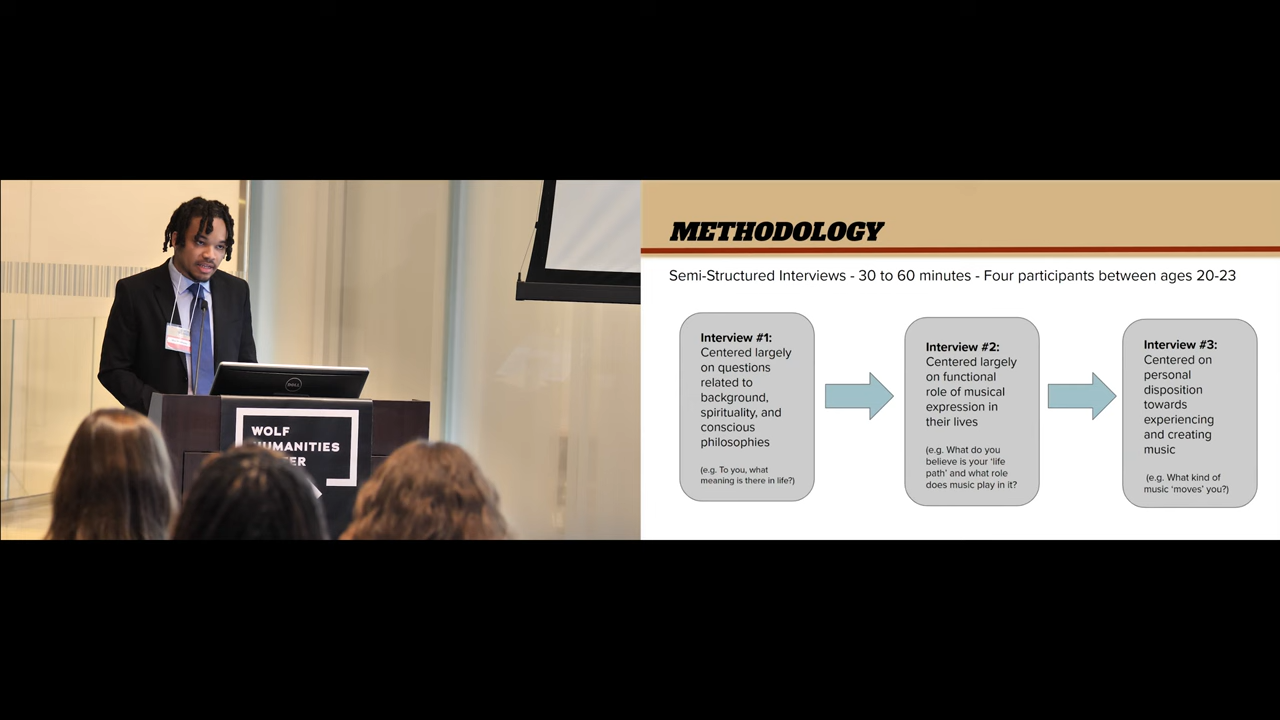 WOLF
HUMANITIES
DELL
METHODOLOGY
Semi-Structured Interviews - 30 to 60 minutes - Four participants between ages 20-23
Interview #1:
Centered largely
on questions
related to
background,
spirituality, and
conscious
philosophies
(e.g. To you, what
meaning is there in life?)
Interview #2:
Centered largely
on functional
role of musical
expression in
their lives
(e.g. What do you
believe is your ‘life
path’ and what role
does music play in it?
Interview #3:
Centered on
personal
disposition
towards
experiencing
and creating
music
(e.g. What kind of
music ‘moves’ you?)